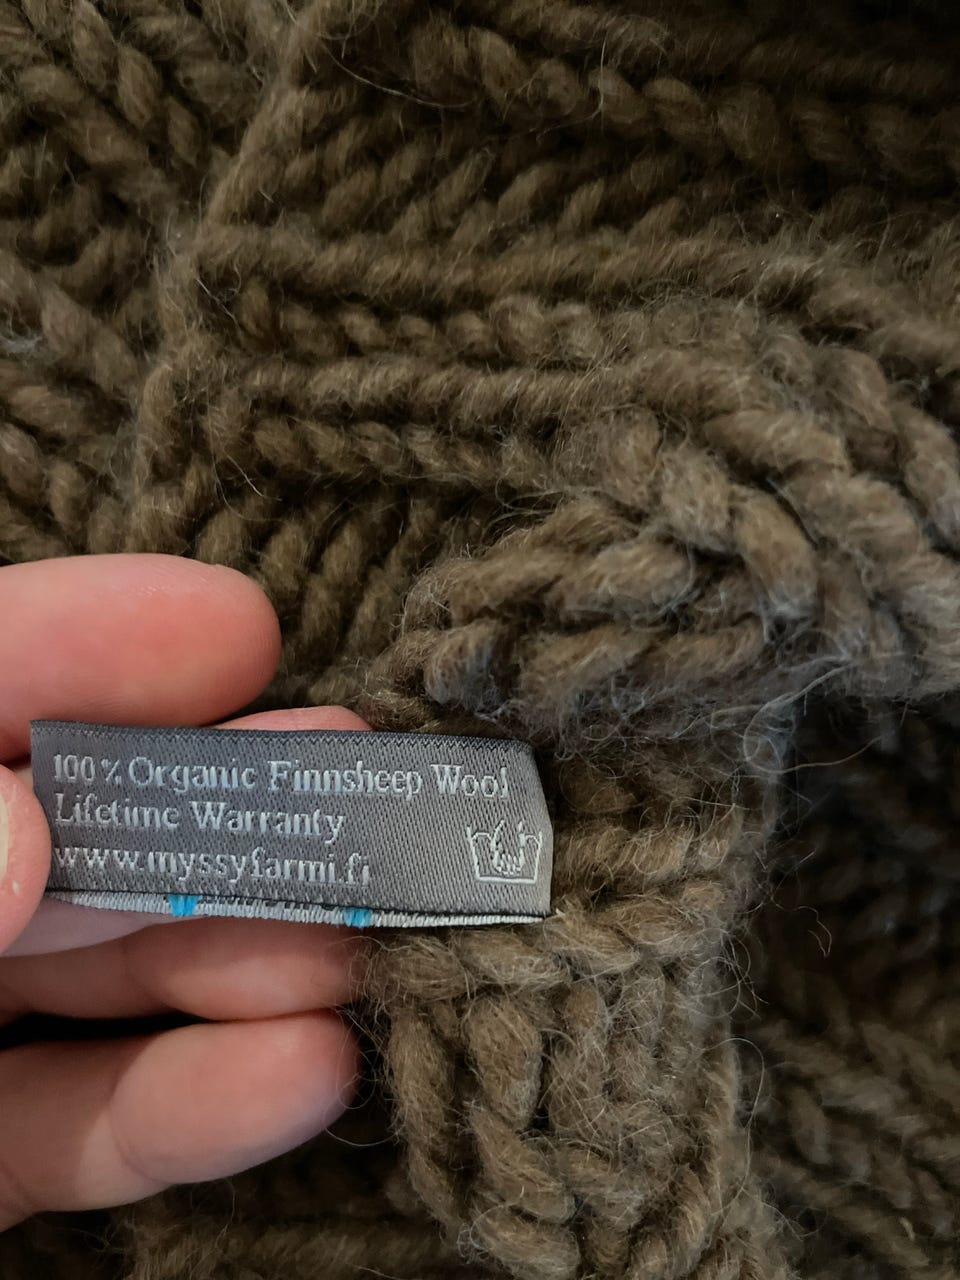 100% Organic Finnsheep Wool
Lifetime Warranty
www.myssyfarmi.fi